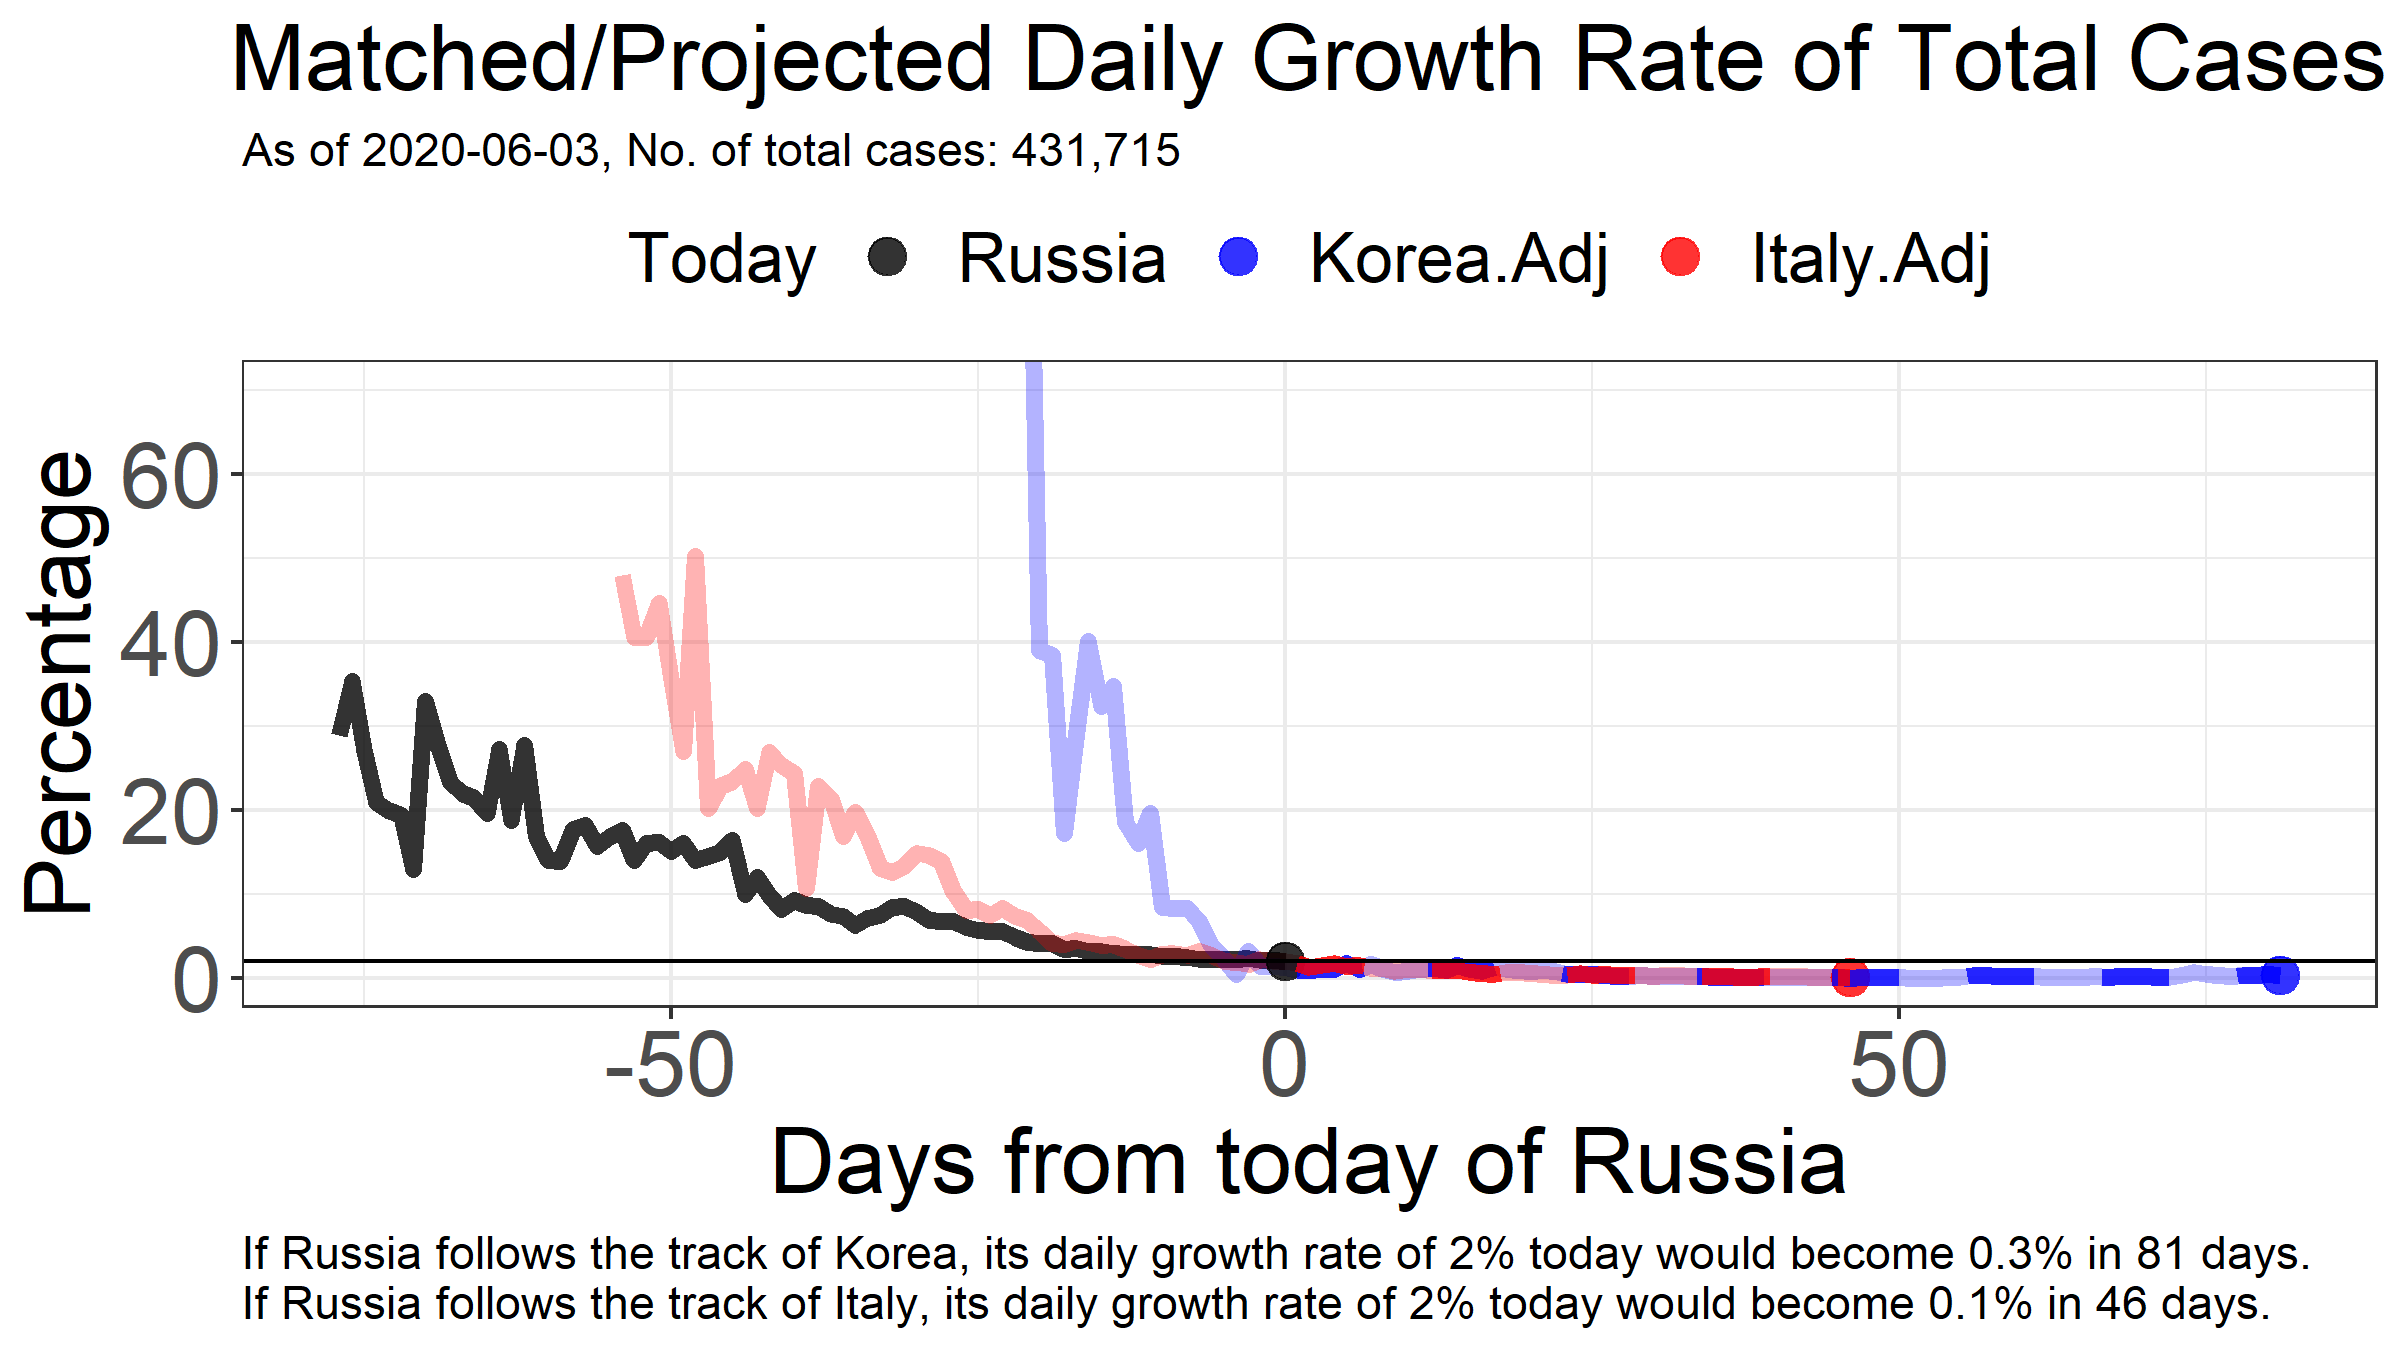 Matched/Projected Daily Growth Rate of Total Cases
As of 2020-06-03, No. of total cases: 431,715
Today Russia Korea.Adj Italy.Adj
Percentage
60
40
20
0
-50 0 50
Days from today of Russia
If Russia follows the track of Korea, its daily growth rate of 2% today would become 0.3% in 81 days.
If Russia follows the track of Italy, its daily growth rate of 2% today would become 0.1% in 46 days.